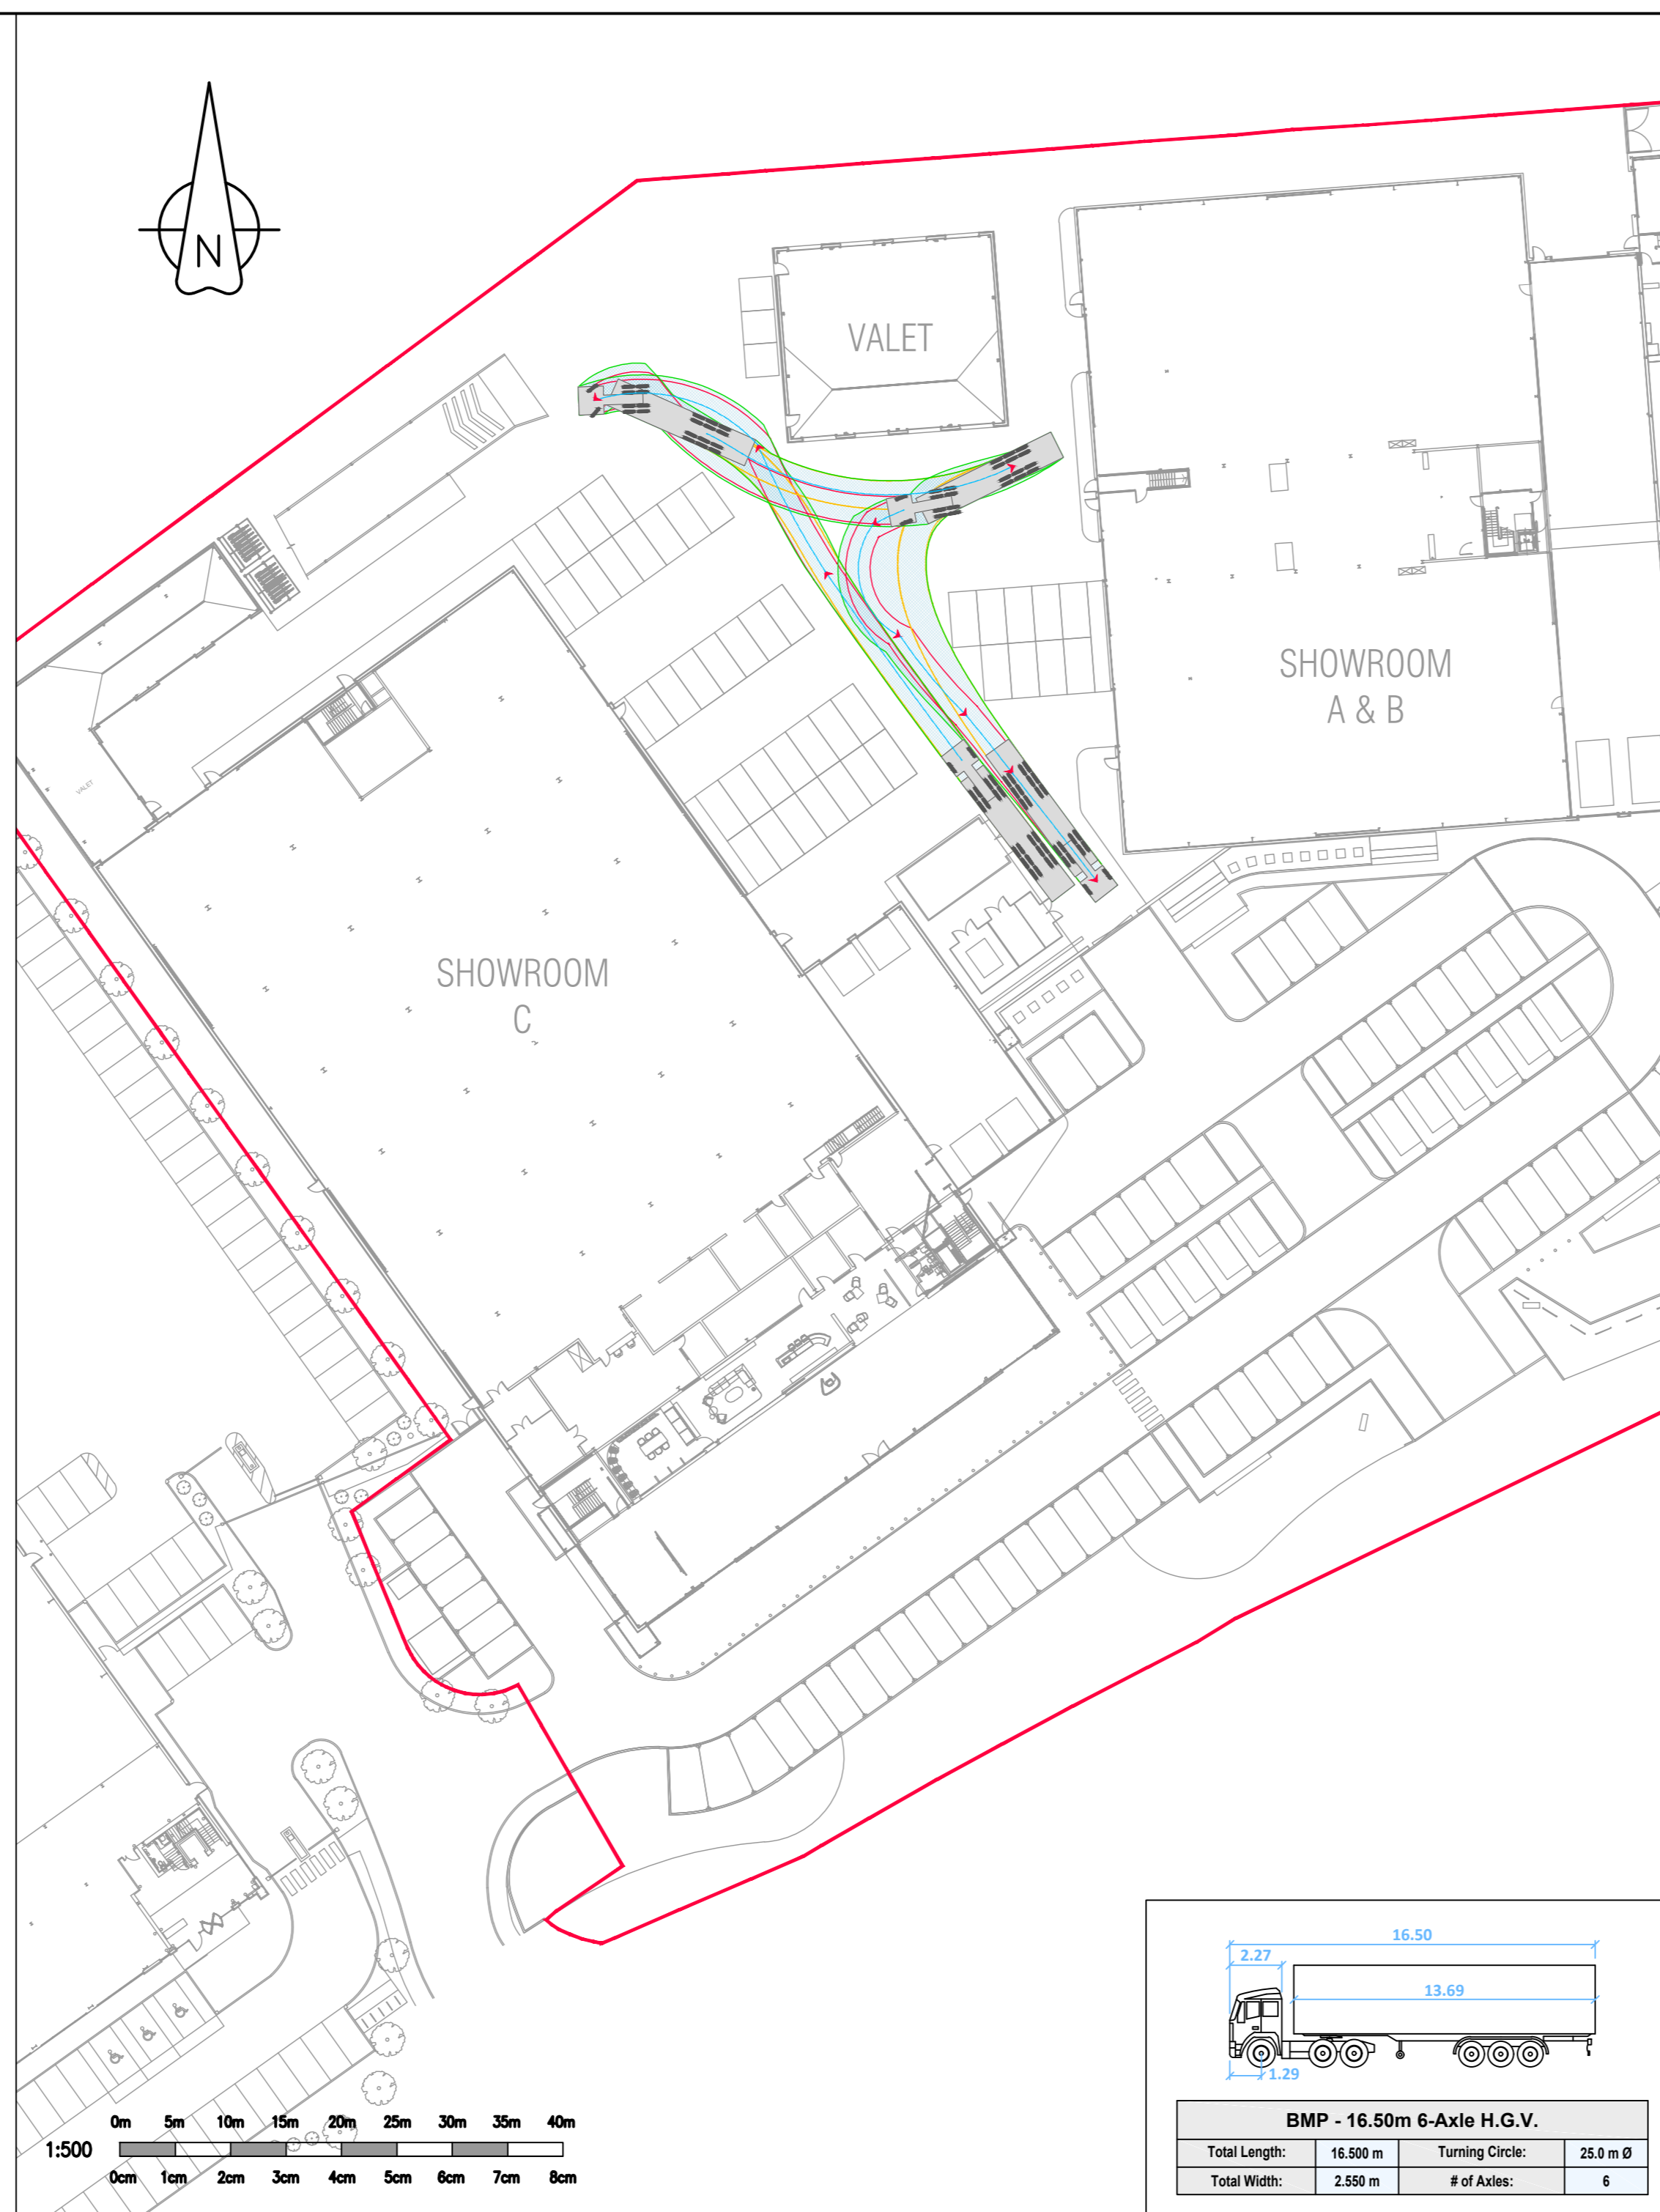 N
VALET
SHOWROOM
A & B
VALET
SHOWROOM
C
16.50
2.27
13.69
1.29
BMP - 16.50m 6-Axle H.G.V.
Total Length: 16.500 m Turning Circle: 25.0 m Ø
Total Width: 2.550 m # of Axles: 6
0m 5m 10m 15m 20m 25m 30m 35m 40m
1:500
0cm 1cm 2cm 3cm 4cm 5cm 6cm 7cm 8cm